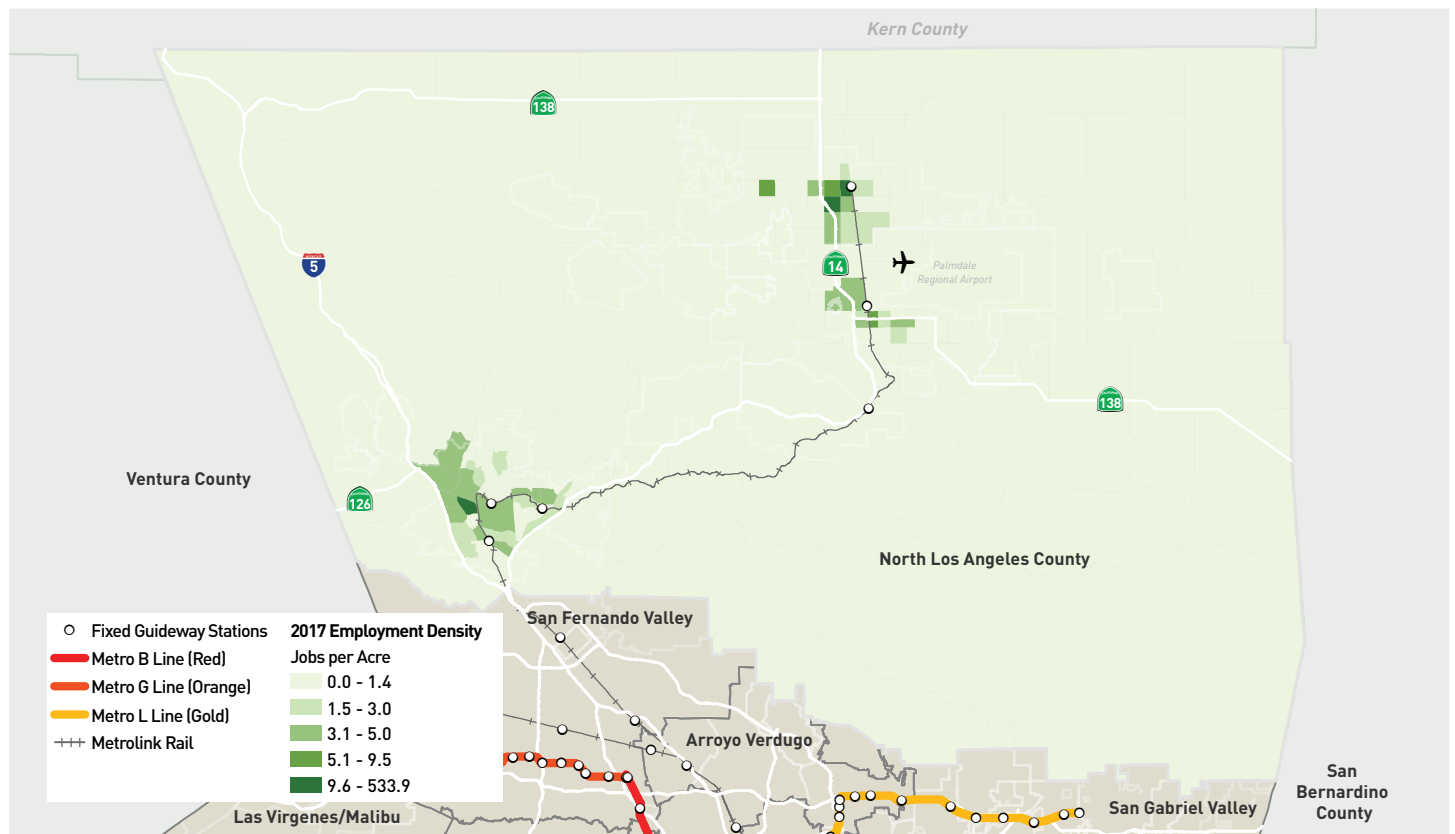 Kern County
138
14
5
Palmdale
Regional Airport
138
Ventura County
126
North Los Angeles County
San Fernando Valley
Fixed Guideway Stations
Metro B Line (Red)
Metro G Line (Orange)
Metro L Line (Gold)
Metrolink Rail
2017 Employment Density
Jobs per Acre
0.0 - 1.4
1.5 - 3.0
3.1 - 5.0
5.1 - 9.5
9.6 - 533.9
Arroyo Verdugo
Las Virgenes/Malibu
San Gabriel Valley
San
Bernardino
County